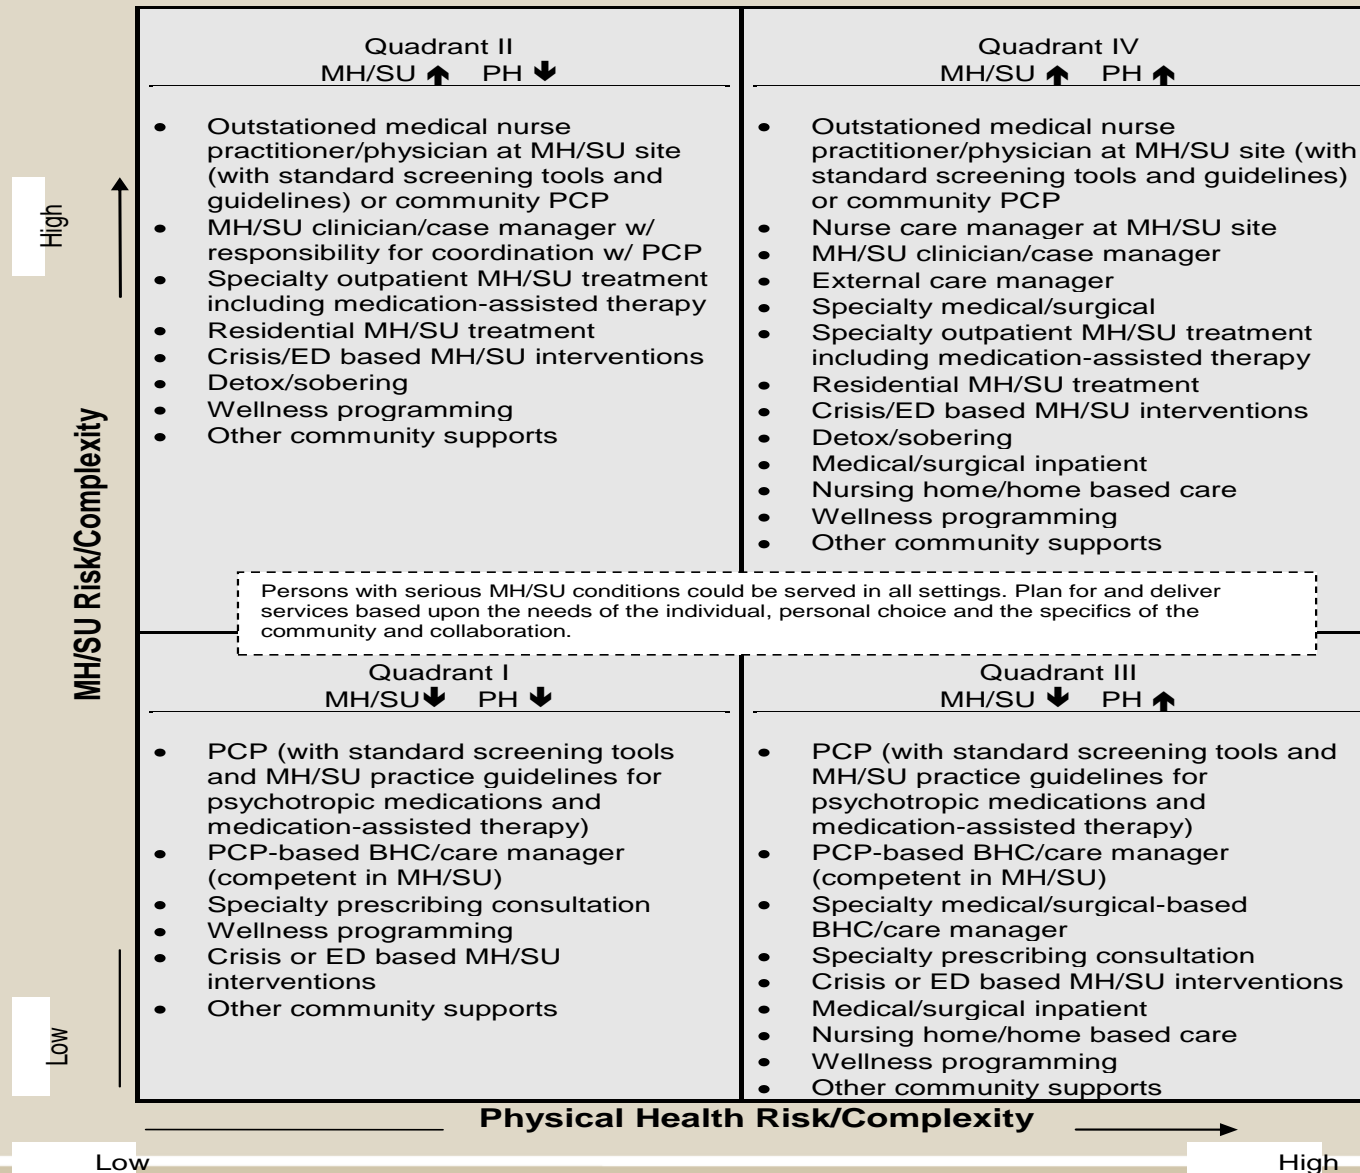 Quadrant II
MH/SU 🡹 PH 🡻
• Outstationed medical nurse
practitioner/physician at MH/SU site
(with standard screening tools and
guidelines) or community PCP
• MH/SU clinician/case manager w/
responsibility for coordination w/ PCP
• Specialty outpatient MH/SU treatment
including medication-assisted therapy
• Residential MH/SU treatment
• Crisis/ED based MH/SU interventions
• Detox/sobering
• Wellness programming
• Other community supports
Quadrant IV
MH/SU 🡹 PH 🡹
• Outstationed medical nurse
practitioner/physician at MH/SU site (with
standard screening tools and guidelines)
or community PCP
• Nurse care manager at MH/SU site
• MH/SU clinician/case manager
• External care manager
• Specialty medical/surgical
• Specialty outpatient MH/SU treatment
including medication-assisted therapy
• Residential MH/SU treatment
• Crisis/ED based MH/SU interventions
• Detox/sobering
• Medical/surgical inpatient
• Nursing home/home based care
• Wellness programming
• Other community supports
High
MH/SU Risk/Complexity
Low
Persons with serious MH/SU conditions could be served in all settings. Plan for and deliver
services based upon the needs of the individual, personal choice and the specifics of the
community and collaboration.
Quadrant I
MH/SU🡻 PH 🡻
• PCP (with standard screening tools
and MH/SU practice guidelines for
psychotropic medications and
medication-assisted therapy)
• PCP-based BHC/care manager
(competent in MH/SU)
• Specialty prescribing consultation
• Wellness programming
• Crisis or ED based MH/SU
interventions
• Other community supports
Quadrant III
MH/SU 🡻 PH 🡹
• PCP (with standard screening tools and
MH/SU practice guidelines for
psychotropic medications and
medication-assisted therapy)
• PCP-based BHC/care manager
(competent in MH/SU)
• Specialty medical/surgical-based
BHC/care manager
• Specialty prescribing consultation
• Crisis or ED based MH/SU interventions
• Medical/surgical inpatient
• Nursing home/home based care
• Wellness programming
• Other community supports
Physical Health Risk/Complexity
Low
High